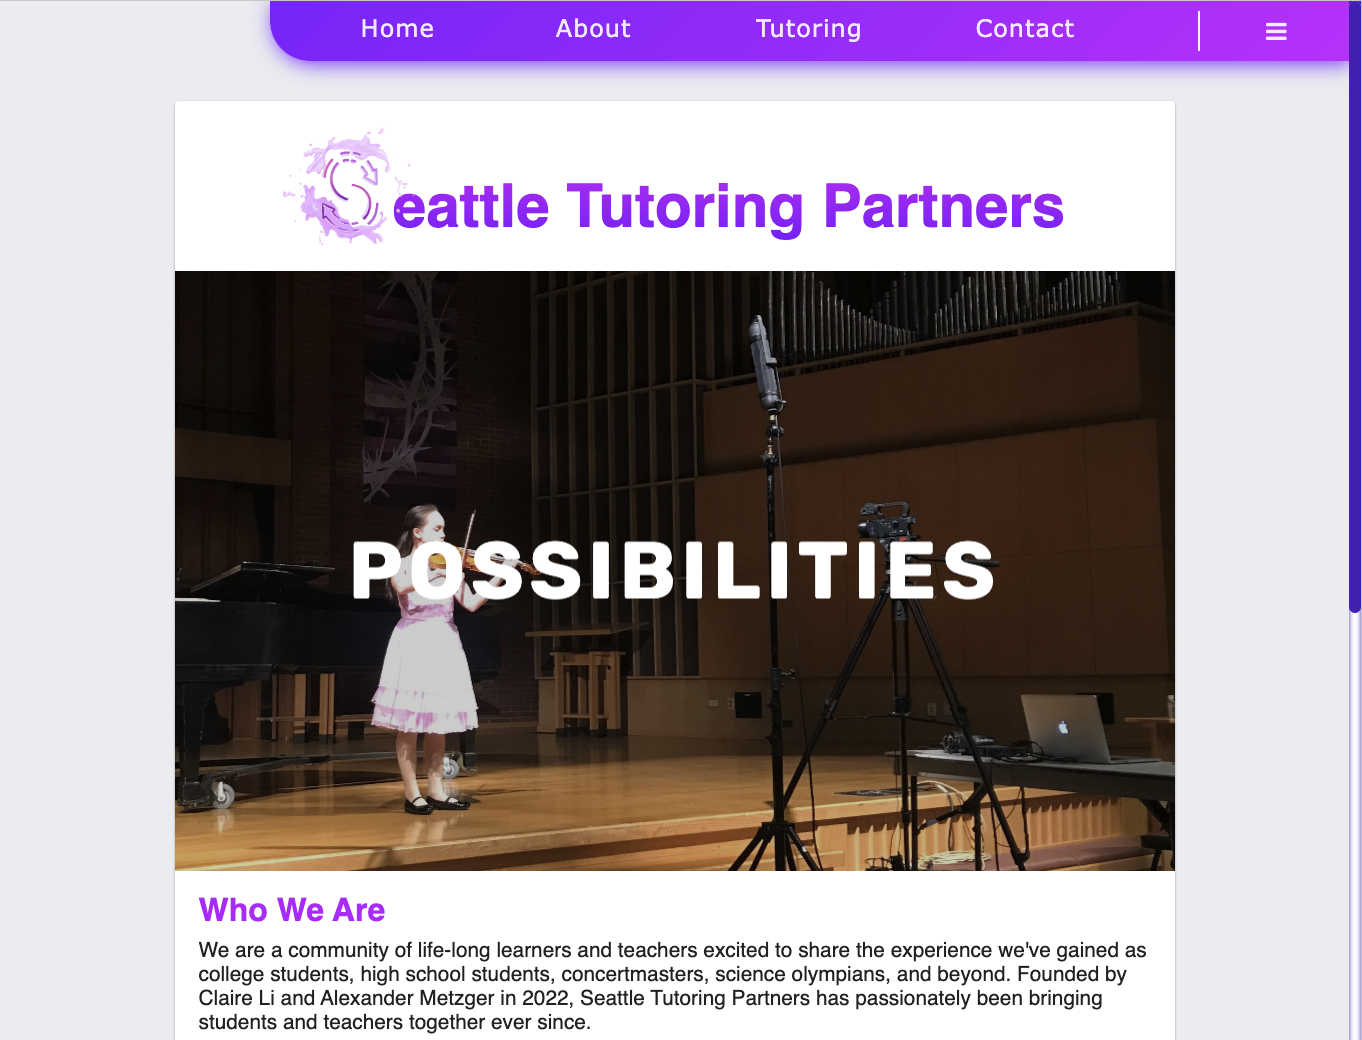 Home About Tutoring Contact
Seattle Tutoring Partners
POSSIBILITIES
Who We Are
We are a community of life-long learners and teachers excited to share the experience we've gained as
college students, high school students, concertmasters, science olympians, and beyond. Founded by
Claire Li and Alexander Metzger in 2022, Seattle Tutoring Partners has passionately been bringing
students and teachers together ever since.